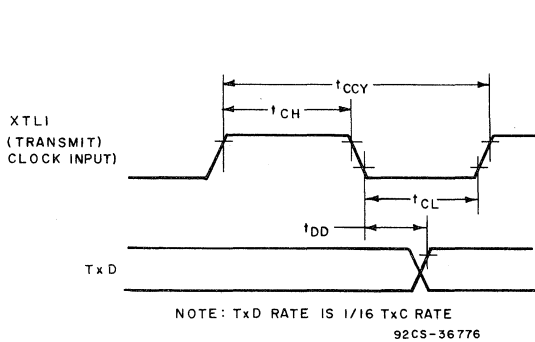 tCCY
tCH
XTLI
(TRANSMIT)
CLOCK INPUT)
tCL
tDD
TxD
NOTE: TxD RATE IS 1/16 TxC RATE
92CS-36776